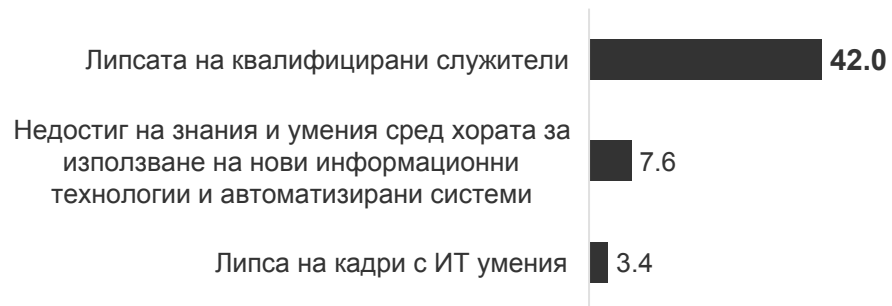 Липсата на квалифицирани служители
42.0
Недостиг на знания и умения сред хората за
използване на нови информационни
технологии и автоматизирани системи
7.6
Липса на кадри с ИТ умения
3.4